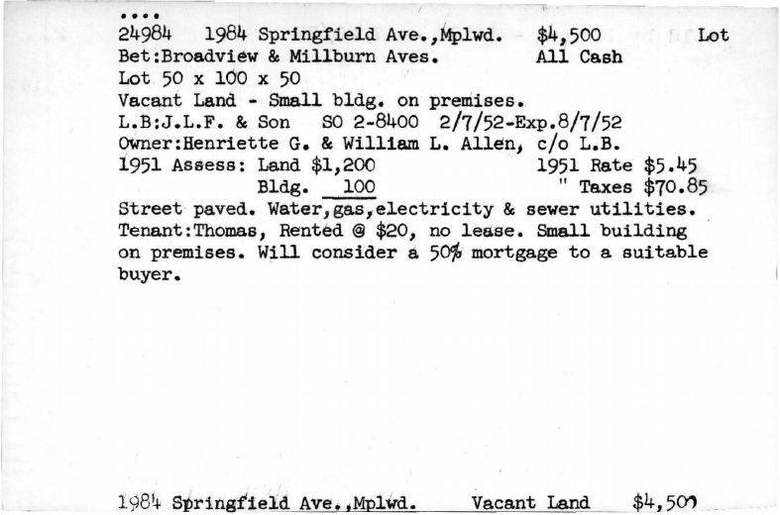 ....
24984 1984 Springfield Ave.,Mplwd. $4,500 Lot
Bet:Broadview & Millburn Aves. All Cash
Lot 50 x 100 x 50
Vacant Land - Small bldg. on premises.
L.B:J.L.F. & Son SO 2-8400 2/7/52-Exp.8/7/52
Owner:Henriette G. & William L. Allen, c/o L.B.
1951 Assess: Land $1,200 1951 Rate $5.45
Bldg. 100 " Taxes $70.85
Street paved. Water,gas,electricity & sewer utilities.
Tenant:Thomas, Rented @ $20, no lease. Small building
on premises. Will consider a 50% mortgage to a suitable
buyer.
1984 Springfield Ave.,Mplwd. Vacant Land $4,500